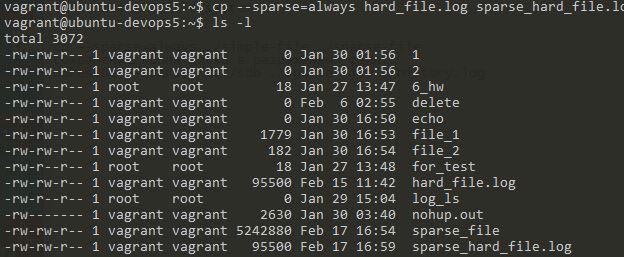 vagrant@ubuntu-devops5:~$ cp --sparse=always hard_file.log sparse_hard_file.lo
vagrant@ubuntu-devops5:~$ ls -l
total 3072
-rw-rw-r-- 1 vagrant vagrant       0 Jan 30 01:56  1
-rw-rw-r-- 1 vagrant vagrant       0 Jan 30 01:56  2
-rw-r--r-- 1 root    root         18 Jan 27 13:47  6_hw
-rw-rw-r-- 1 vagrant vagrant       0 Feb  6 02:55  delete
-rw-rw-r-- 1 vagrant vagrant       0 Jan 30 16:50  echo
-rw-rw-r-- 1 vagrant vagrant    1779 Jan 30 16:53  file_1
-rw-rw-r-- 1 vagrant vagrant     182 Jan 30 16:54  file_2
-rw-r--r-- 1 root    root         18 Jan 27 13:48  for_test
-rw-rw-r-- 1 vagrant vagrant   95500 Feb 15 11:42  hard_file.log
-rw-r--r-- 1 root    root          0 Jan 29 15:04  log_ls
-rw------- 1 vagrant vagrant    2630 Jan 30 03:40  nohup.out
-rw-rw-r-- 1 vagrant vagrant 5242880 Feb 17 16:54  sparse_file
-rw-rw-r-- 1 vagrant vagrant   95500 Feb 17 16:59  sparse_hard_file.log